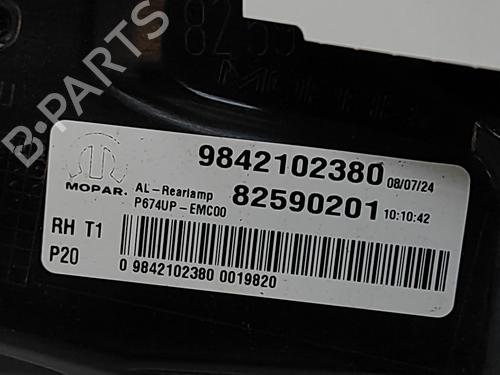 8259
B-PARTS
9842102380 08/07/24
MOPAR. AL-Rearlamp 82590201 10:10:42
P674UP-EMC00
RH T1
P20
0 9842102380 0019820